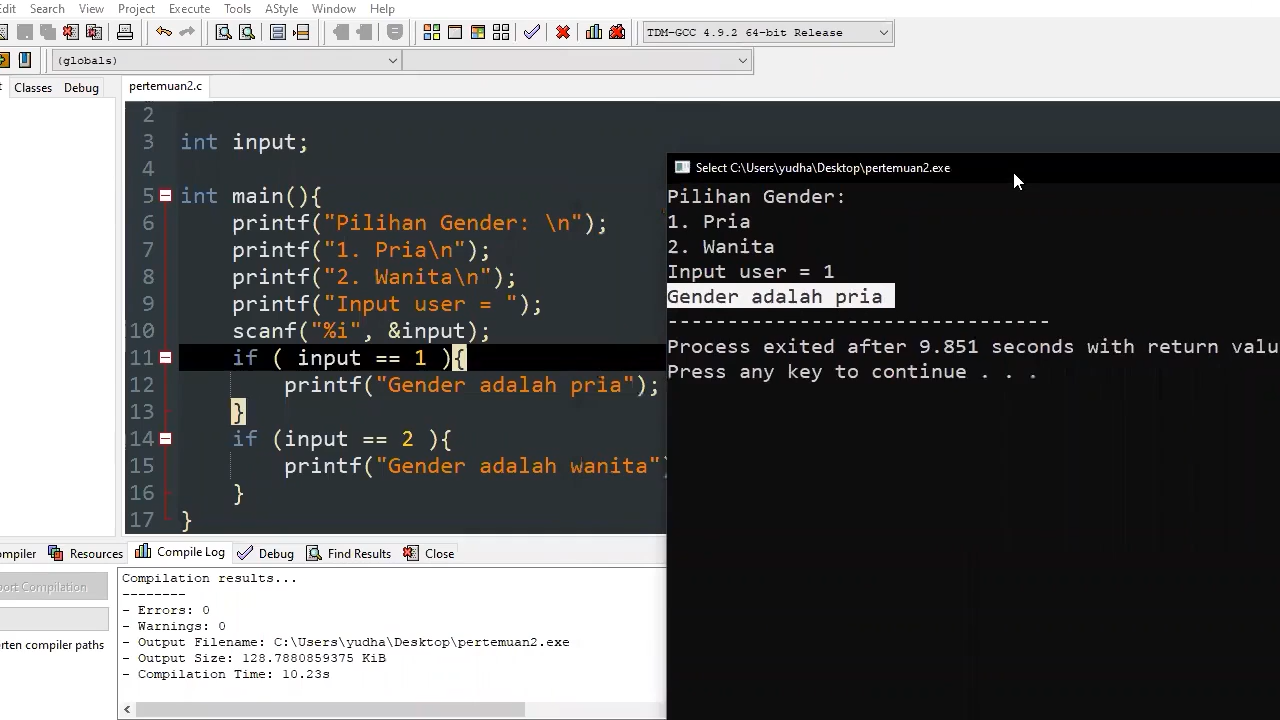 Search View Project Execute Tools AStyle Window Help
TDM-GCC 4.9.2 64-bit Release
(globals)
Classes Debug
pertemuan2.c
2
3 int input;
4
5 int main(){
6 printf("Pilihan Gender: \n");
7 printf("1. Pria\n");
8 printf("2. Wanita\n");
9 printf("Input user = ");
10 scanf("%i", &input);
11 if ( input == 1 ){
12 printf("Gender adalah pria");
13 }
14 if (input == 2 ){
15 printf("Gender adalah wanita")
16 }
17 }
Select C:\Users\yudha\Desktop\pertemuan2.exe
Pilihan Gender:
1. Pria
2. Wanita
Input user = 1
Gender adalah pria
--------------------------------
Process exited after 9.851 seconds with return valu
Press any key to continue . . .
ompiler Resources Compile Log Debug Find Results Close
ort Compilation
rten compiler paths
Compilation results...
--------
- Errors: 0
- Warnings: 0
- Output Filename: C:\Users\yudha\Desktop\pertemuan2.exe
- Output Size: 128.7880859375 KiB
- Compilation Time: 10.23s